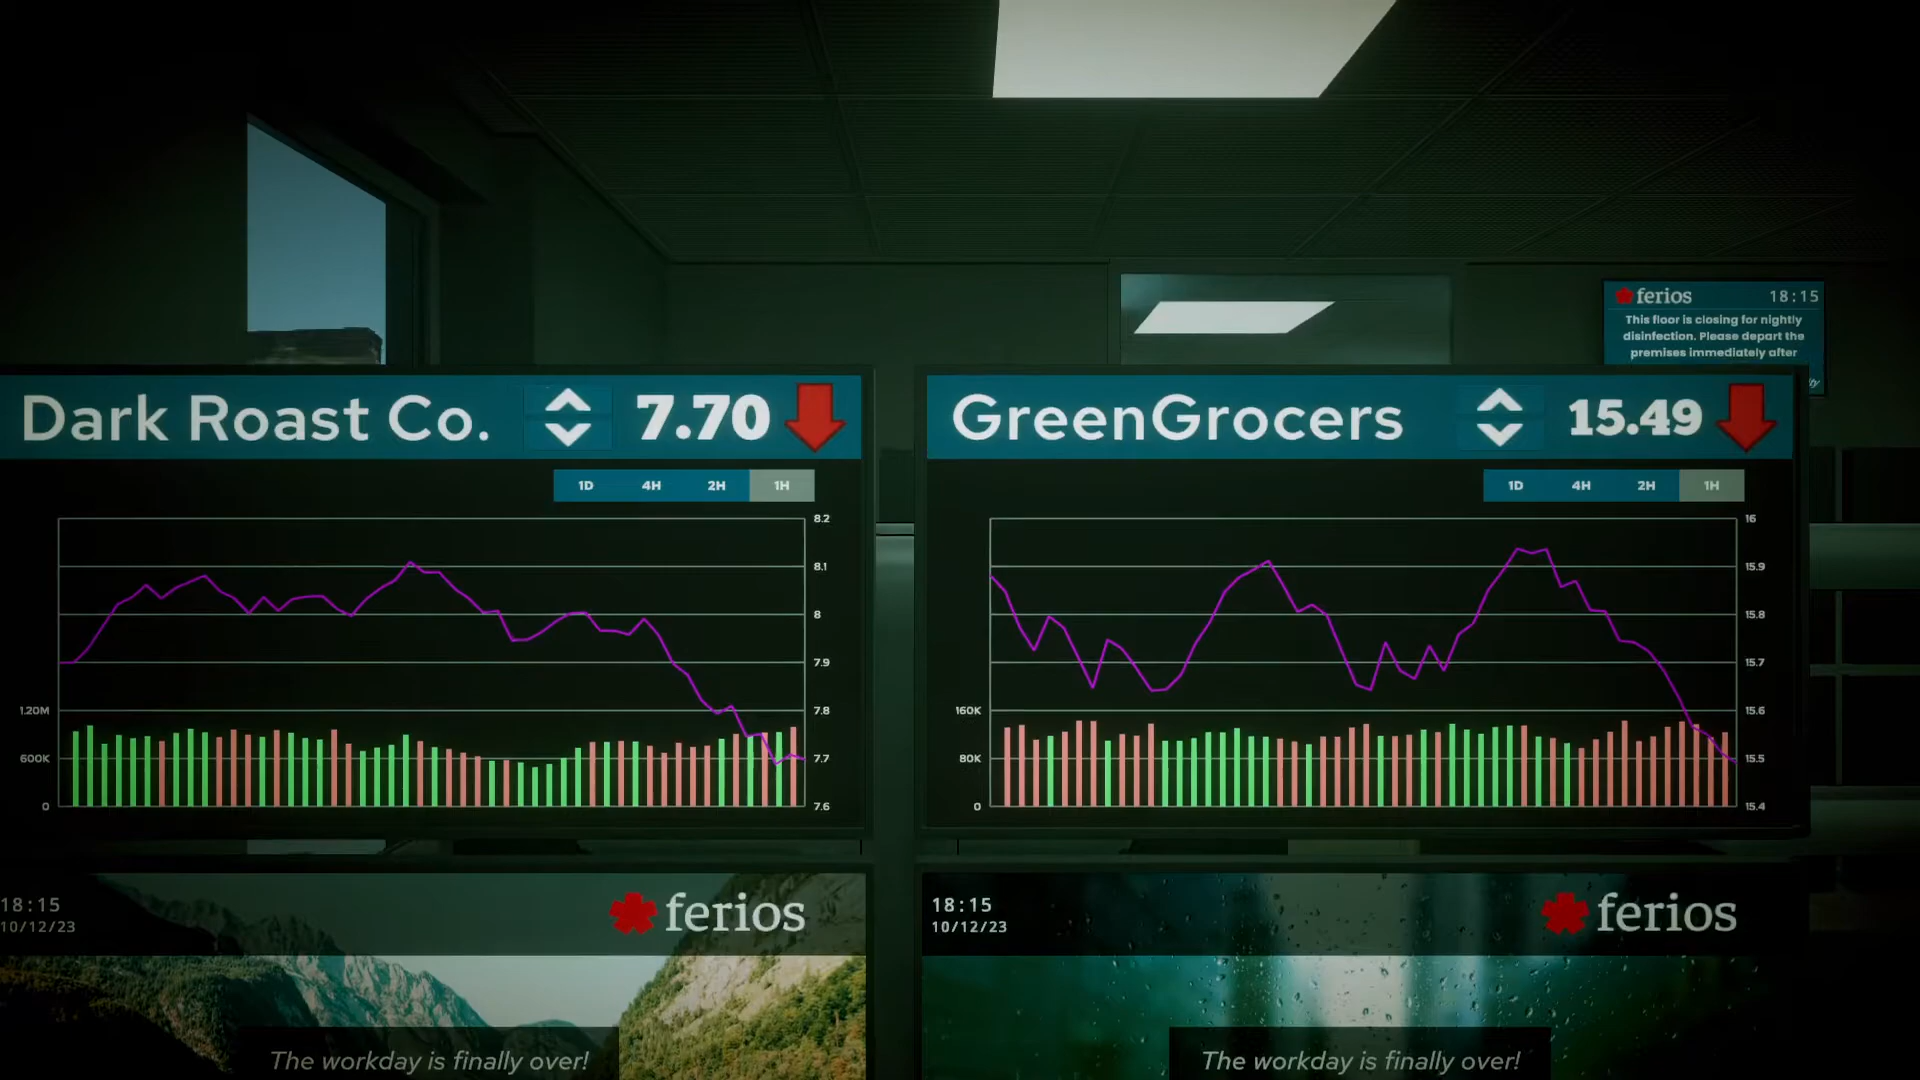 ferios 18:15
This floor is closing for nightly
disinfection. Please depart the
premises immediately after
Dark Roast Co. 7.70
1D 4H 2H 1H
8.2
8.1
8
7.9
1.20M 7.8
600K 7.7
0 7.6
GreenGrocers 15.49
1D 4H 2H 1H
16
15.9
15.8
15.7
160K 15.6
80K 15.5
0 15.4
18:15
10/12/23
ferios
The workday is finally over!
18:15
10/12/23
ferios
The workday is finally over!